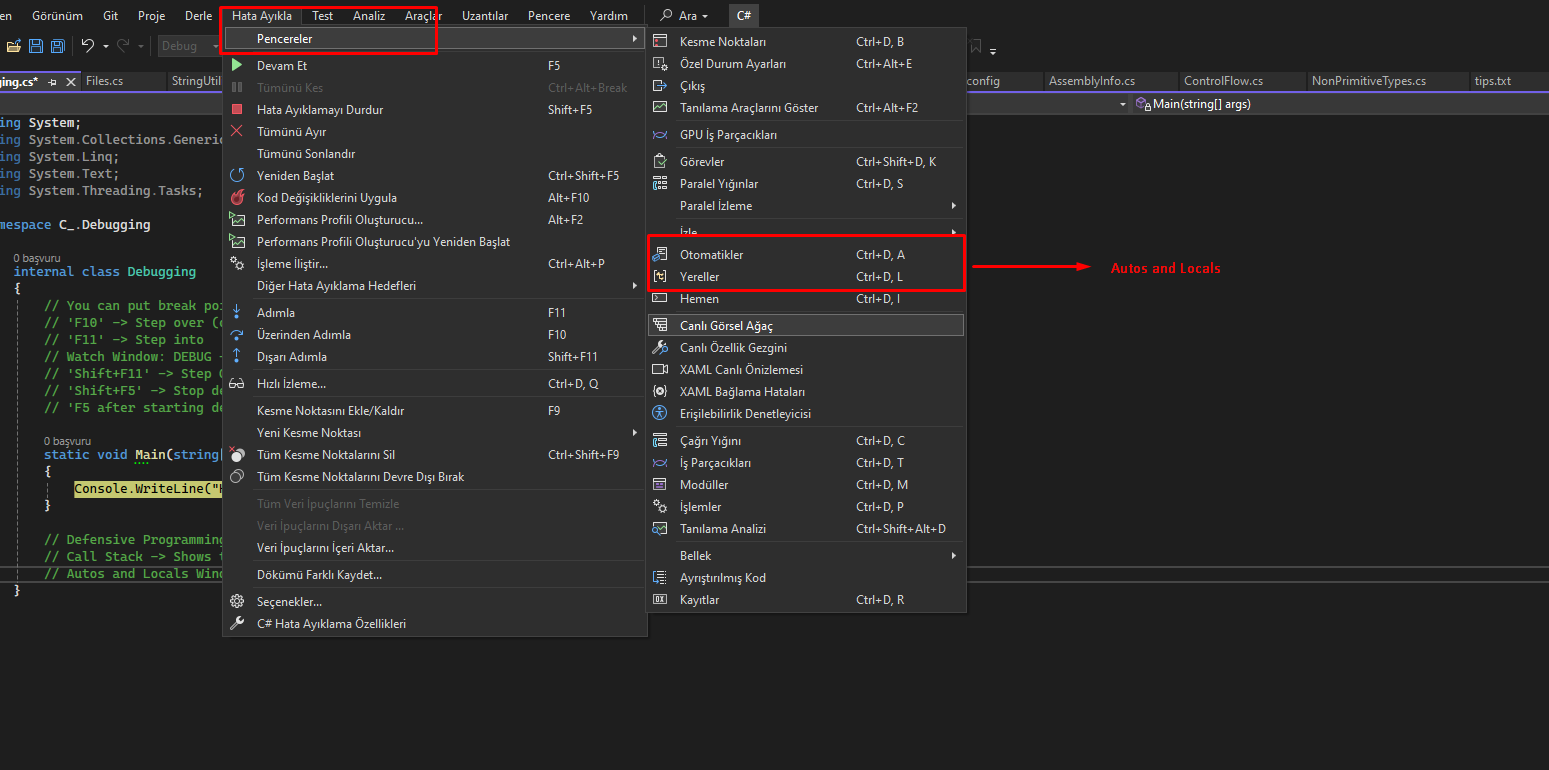 Görünüm Git Proje Derle Hata Ayıkla Test Analiz Araçlar Uzantılar Pencere Yardım Ara C#
Debug
ging.cs* Files.cs StringUtil
config AssemblyInfo.cs ControlFlow.cs NonPrimitiveTypes.cs tips.txt
Main(string[] args)
ing System;
ing System.Collections.Generic
ing System.Linq;
ing System.Text;
ing System.Threading.Tasks;
mespace C_.Debugging
0 başvuru
internal class Debugging
{
// You can put break poi
// 'F10' -> Step over (
// 'F11' -> Step into
// Watch Window: DEBUG
// 'Shift+F11' -> Step
// 'Shift+F5' -> Stop de
// 'F5 after starting de
0 başvuru
static void Main(string
{
Console.WriteLine("
}
// Defensive Programming
// Call Stack -> Shows
// Autos and Locals Wind
}
Pencereler
Devam Et F5
Tümünü Kes Ctrl+Alt+Break
Hata Ayıklamayı Durdur Shift+F5
Tümünü Ayır
Tümünü Sonlandır
Yeniden Başlat Ctrl+Shift+F5
Kod Değişikliklerini Uygula Alt+F10
Performans Profili Oluşturucu... Alt+F2
Performans Profili Oluşturucu'yu Yeniden Başlat
İşleme İliştir... Ctrl+Alt+P
Diğer Hata Ayıklama Hedefleri
Adımla F11
Üzerinden Adımla F10
Dışarı Adımla Shift+F11
Hızlı İzleme... Ctrl+D, Q
Kesme Noktasını Ekle/Kaldır F9
Yeni Kesme Noktası
Tüm Kesme Noktalarını Sil Ctrl+Shift+F9
Tüm Kesme Noktalarını Devre Dışı Bırak
Tüm Veri İpuçlarını Temizle
Veri İpuçlarını Dışarı Aktar ...
Veri İpuçlarını İçeri Aktar...
Dökümü Farklı Kaydet...
Seçenekler...
C# Hata Ayıklama Özellikleri
Kesme Noktaları Ctrl+D, B
Özel Durum Ayarları Ctrl+Alt+E
Çıkış
Tanılama Araçlarını Göster Ctrl+Alt+F2
GPU İş Parçacıkları
Görevler Ctrl+Shift+D, K
Paralel Yığınlar Ctrl+D, S
Paralel İzleme
İzle
Otomatikler Ctrl+D, A
Yereller Ctrl+D, L
Hemen Ctrl+D, I
Canlı Görsel Ağaç
Canlı Özellik Gezgini
XAML Canlı Önizlemesi
XAML Bağlama Hataları
Erişilebilirlik Denetleyicisi
Çağrı Yığını Ctrl+D, C
İş Parçacıkları Ctrl+D, T
Modüller Ctrl+D, M
İşlemler Ctrl+D, P
Tanılama Analizi Ctrl+Shift+Alt+D
Bellek
Ayrıştırılmış Kod
Kayıtlar Ctrl+D, R
Autos and Locals